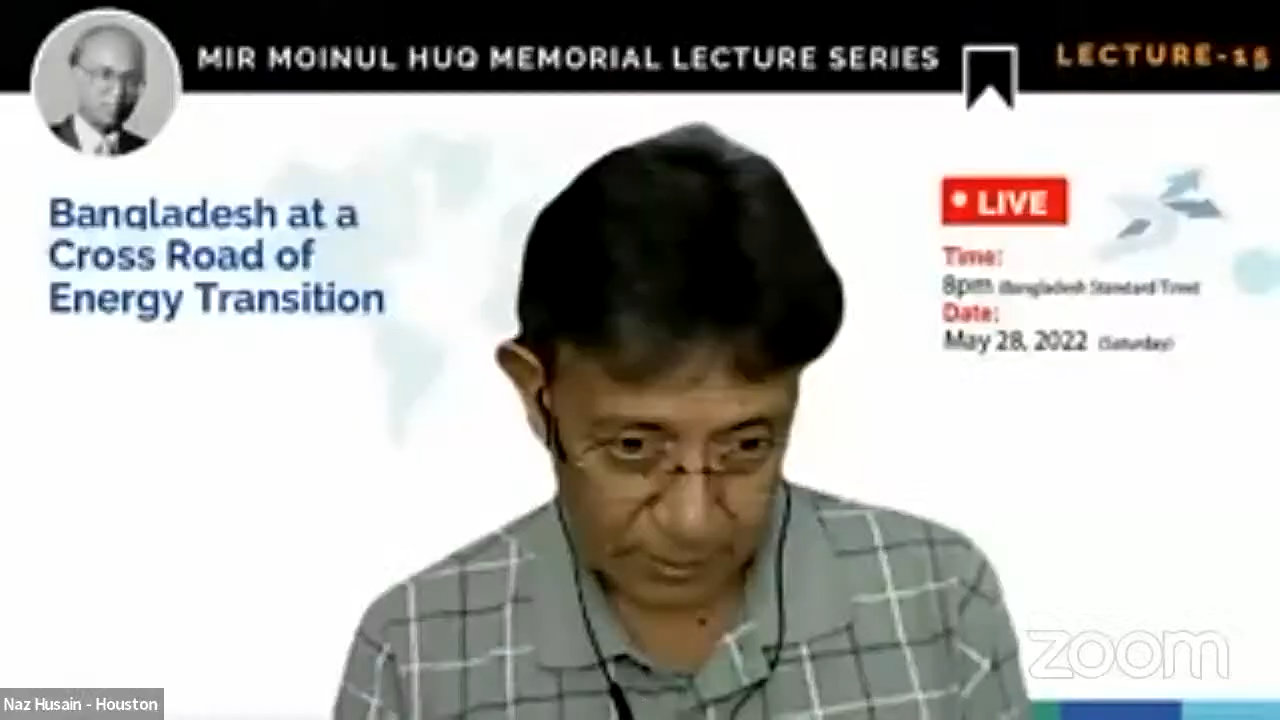 MIR MOINUL HUQ MEMORIAL LECTURE SERIES
LECTURE-15
Bangladesh at a
Cross Road of
Energy Transition
LIVE
Time:
8pm (Bangladesh Standard Time)
Date:
May 28, 2022 (Saturday)
zoom
Naz Husain - Houston